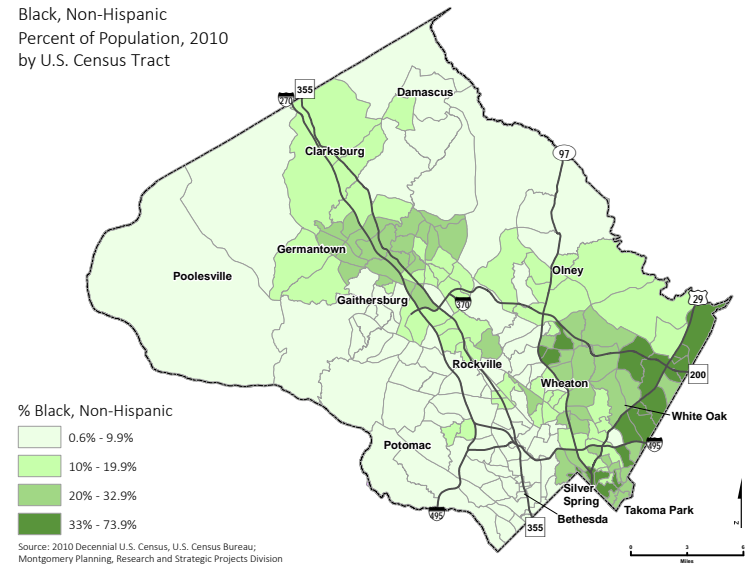 Black, Non-Hispanic
Percent of Population, 2010
by U.S. Census Tract
355
270
Damascus
Clarksburg
97
Germantown
Olney
Poolesville
29
Gaithersburg
370
Rockville
200
Wheaton
% Black, Non-Hispanic
White Oak
0.6% - 9.9%
Potomac
495
10% - 19.9%
20% - 32.9%
Silver
Spring
Takoma Park
495
Bethesda
33% - 73.9%
355
Source: 2010 Decennial U.S. Census, U.S. Census Bureau;
Montgomery Planning, Research and Strategic Projects Division
N
0 3 6
Miles